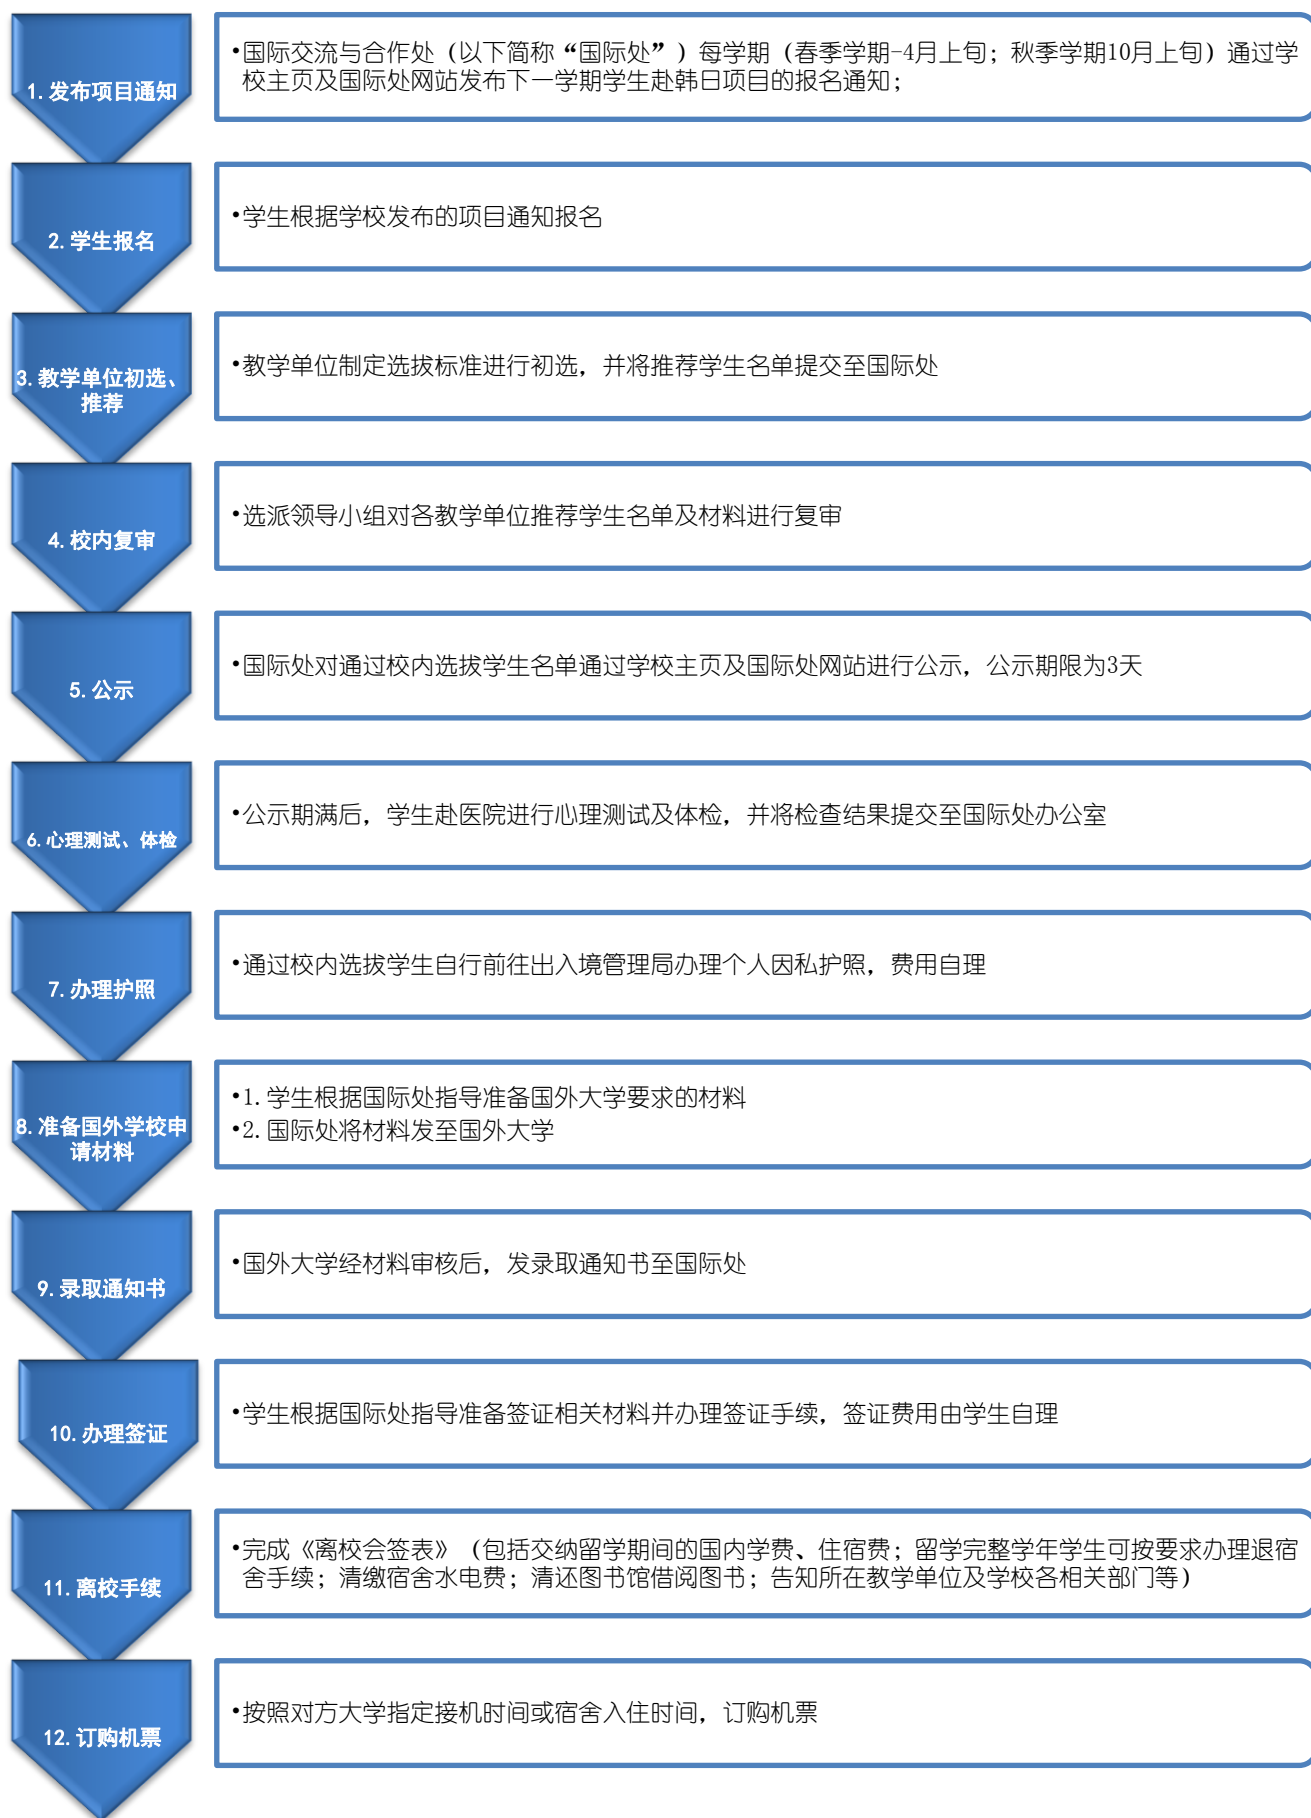 1.发布项目通知
•国际交流与合作处（以下简称“国际处”）每学期（春季学期-4月上旬；秋季学期10月上旬）通过学
校主页及国际处网站发布下一学期学生赴韩日项目的报名通知；
2.学生报名
•学生根据学校发布的项目通知报名
3.教学单位初选、
推荐
•教学单位制定选拔标准进行初选，并将推荐学生名单提交至国际处
4.校内复审
•选派领导小组对各教学单位推荐学生名单及材料进行复审
5.公示
•国际处对通过校内选拔学生名单通过学校主页及国际处网站进行公示，公示期限为3天
6.心理测试、体检
•公示期满后，学生赴医院进行心理测试及体检，并将检查结果提交至国际处办公室
7.办理护照
•通过校内选拔学生自行前往出入境管理局办理个人因私护照，费用自理
8.准备国外学校申
请材料
•1.学生根据国际处指导准备国外大学要求的材料
•2.国际处将材料发至国外大学
9.录取通知书
•国外大学经材料审核后，发录取通知书至国际处
10.办理签证
•学生根据国际处指导准备签证相关材料并办理签证手续，签证费用由学生自理
11.离校手续
•完成《离校会签表》（包括交纳留学期间的国内学费、住宿费；留学完整学年学生可按要求办理退宿
舍手续；清缴宿舍水电费；清还图书馆借阅图书；告知所在教学单位及学校各相关部门等）
12.订购机票
•按照对方大学指定接机时间或宿舍入住时间，订购机票